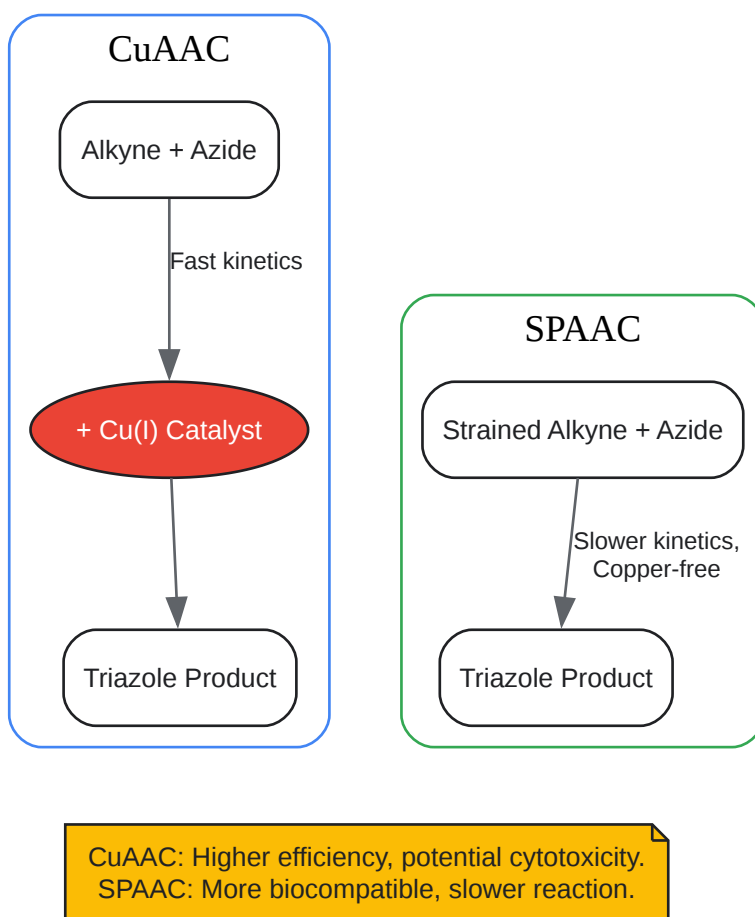 CuAAC
Alkyne + Azide
Fast kinetics
+ Cu(I) Catalyst
Triazole Product
SPAAC
Strained Alkyne + Azide
Slower kinetics,
Copper-free
Triazole Product
CuAAC: Higher efficiency, potential cytotoxicity.
SPAAC: More biocompatible, slower reaction.